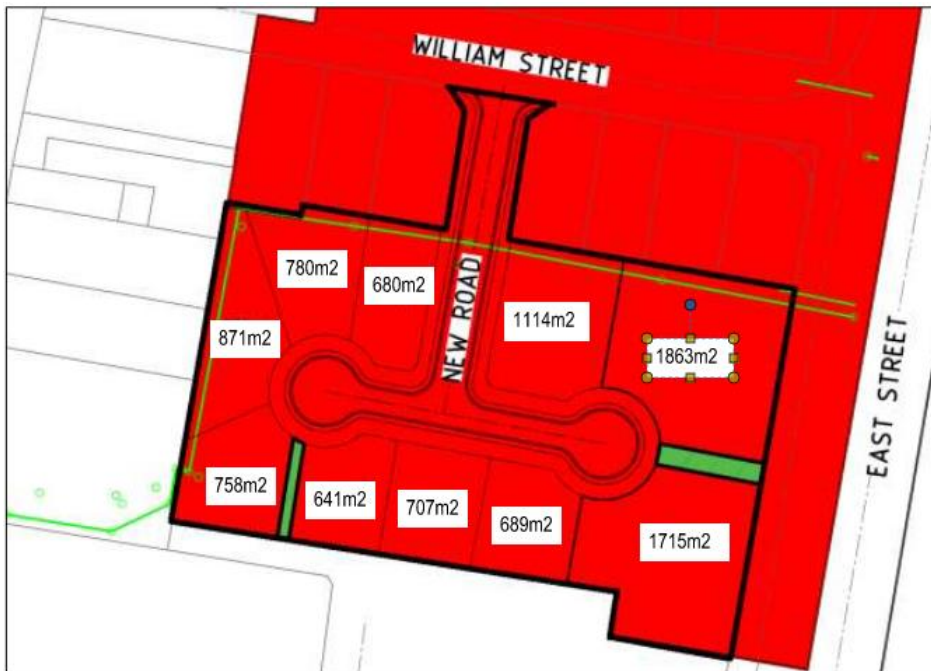 WILLIAM STREET
780m2
680m2
NEW ROAD
1114m2
871m2
1863m2
EAST STREET
758m2
641m2
707m2
689m2
1715m2